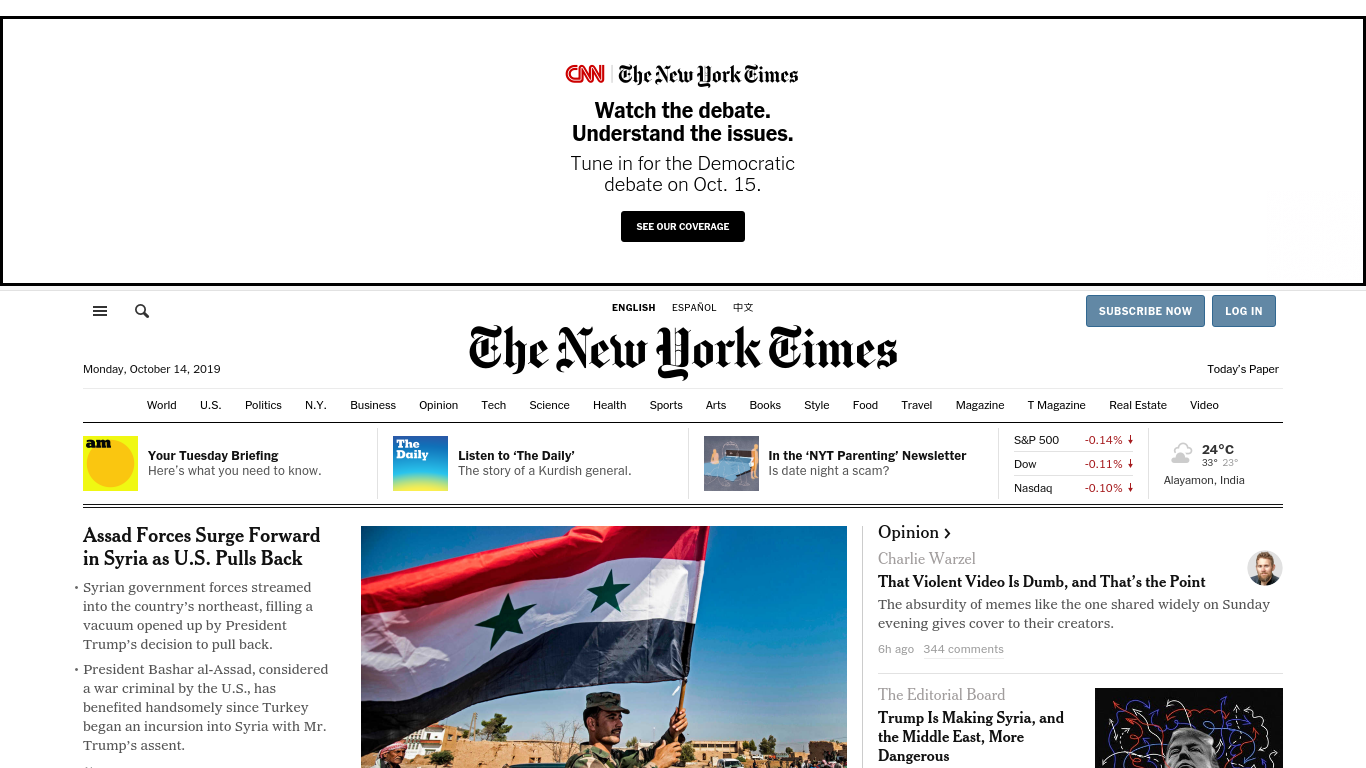 CNN | The New York Times
Watch the debate.
Understand the issues.
Tune in for the Democratic
debate on Oct. 15.
SEE OUR COVERAGE
ENGLISH ESPAÑOL 中文
SUBSCRIBE NOW LOG IN
The New York Times
Monday, October 14, 2019
Today's Paper
World U.S. Politics N.Y. Business Opinion Tech Science Health Sports Arts Books Style Food Travel Magazine T Magazine Real Estate Video
am
Your Tuesday Briefing
Here's what you need to know.
The
Daily
Listen to ‘The Daily’
The story of a Kurdish general.
In the ‘NYT Parenting’ Newsletter
Is date night a scam?
S&P 500 -0.14%
Dow -0.11%
Nasdaq -0.10%
24°C
33° 23°
Alayamon, India
Assad Forces Surge Forward
in Syria as U.S. Pulls Back
• Syrian government forces streamed
into the country's northeast, filling a
vacuum opened up by President
Trump's decision to pull back.
• President Bashar al-Assad, considered
a war criminal by the U.S., has
benefited handsomely since Turkey
began an incursion into Syria with Mr.
Trump's assent.
Opinion
Charlie Warzel
That Violent Video Is Dumb, and That's the Point
The absurdity of memes like the one shared widely on Sunday
evening gives cover to their creators.
6h ago 344 comments
The Editorial Board
Trump Is Making Syria, and
the Middle East, More
Dangerous